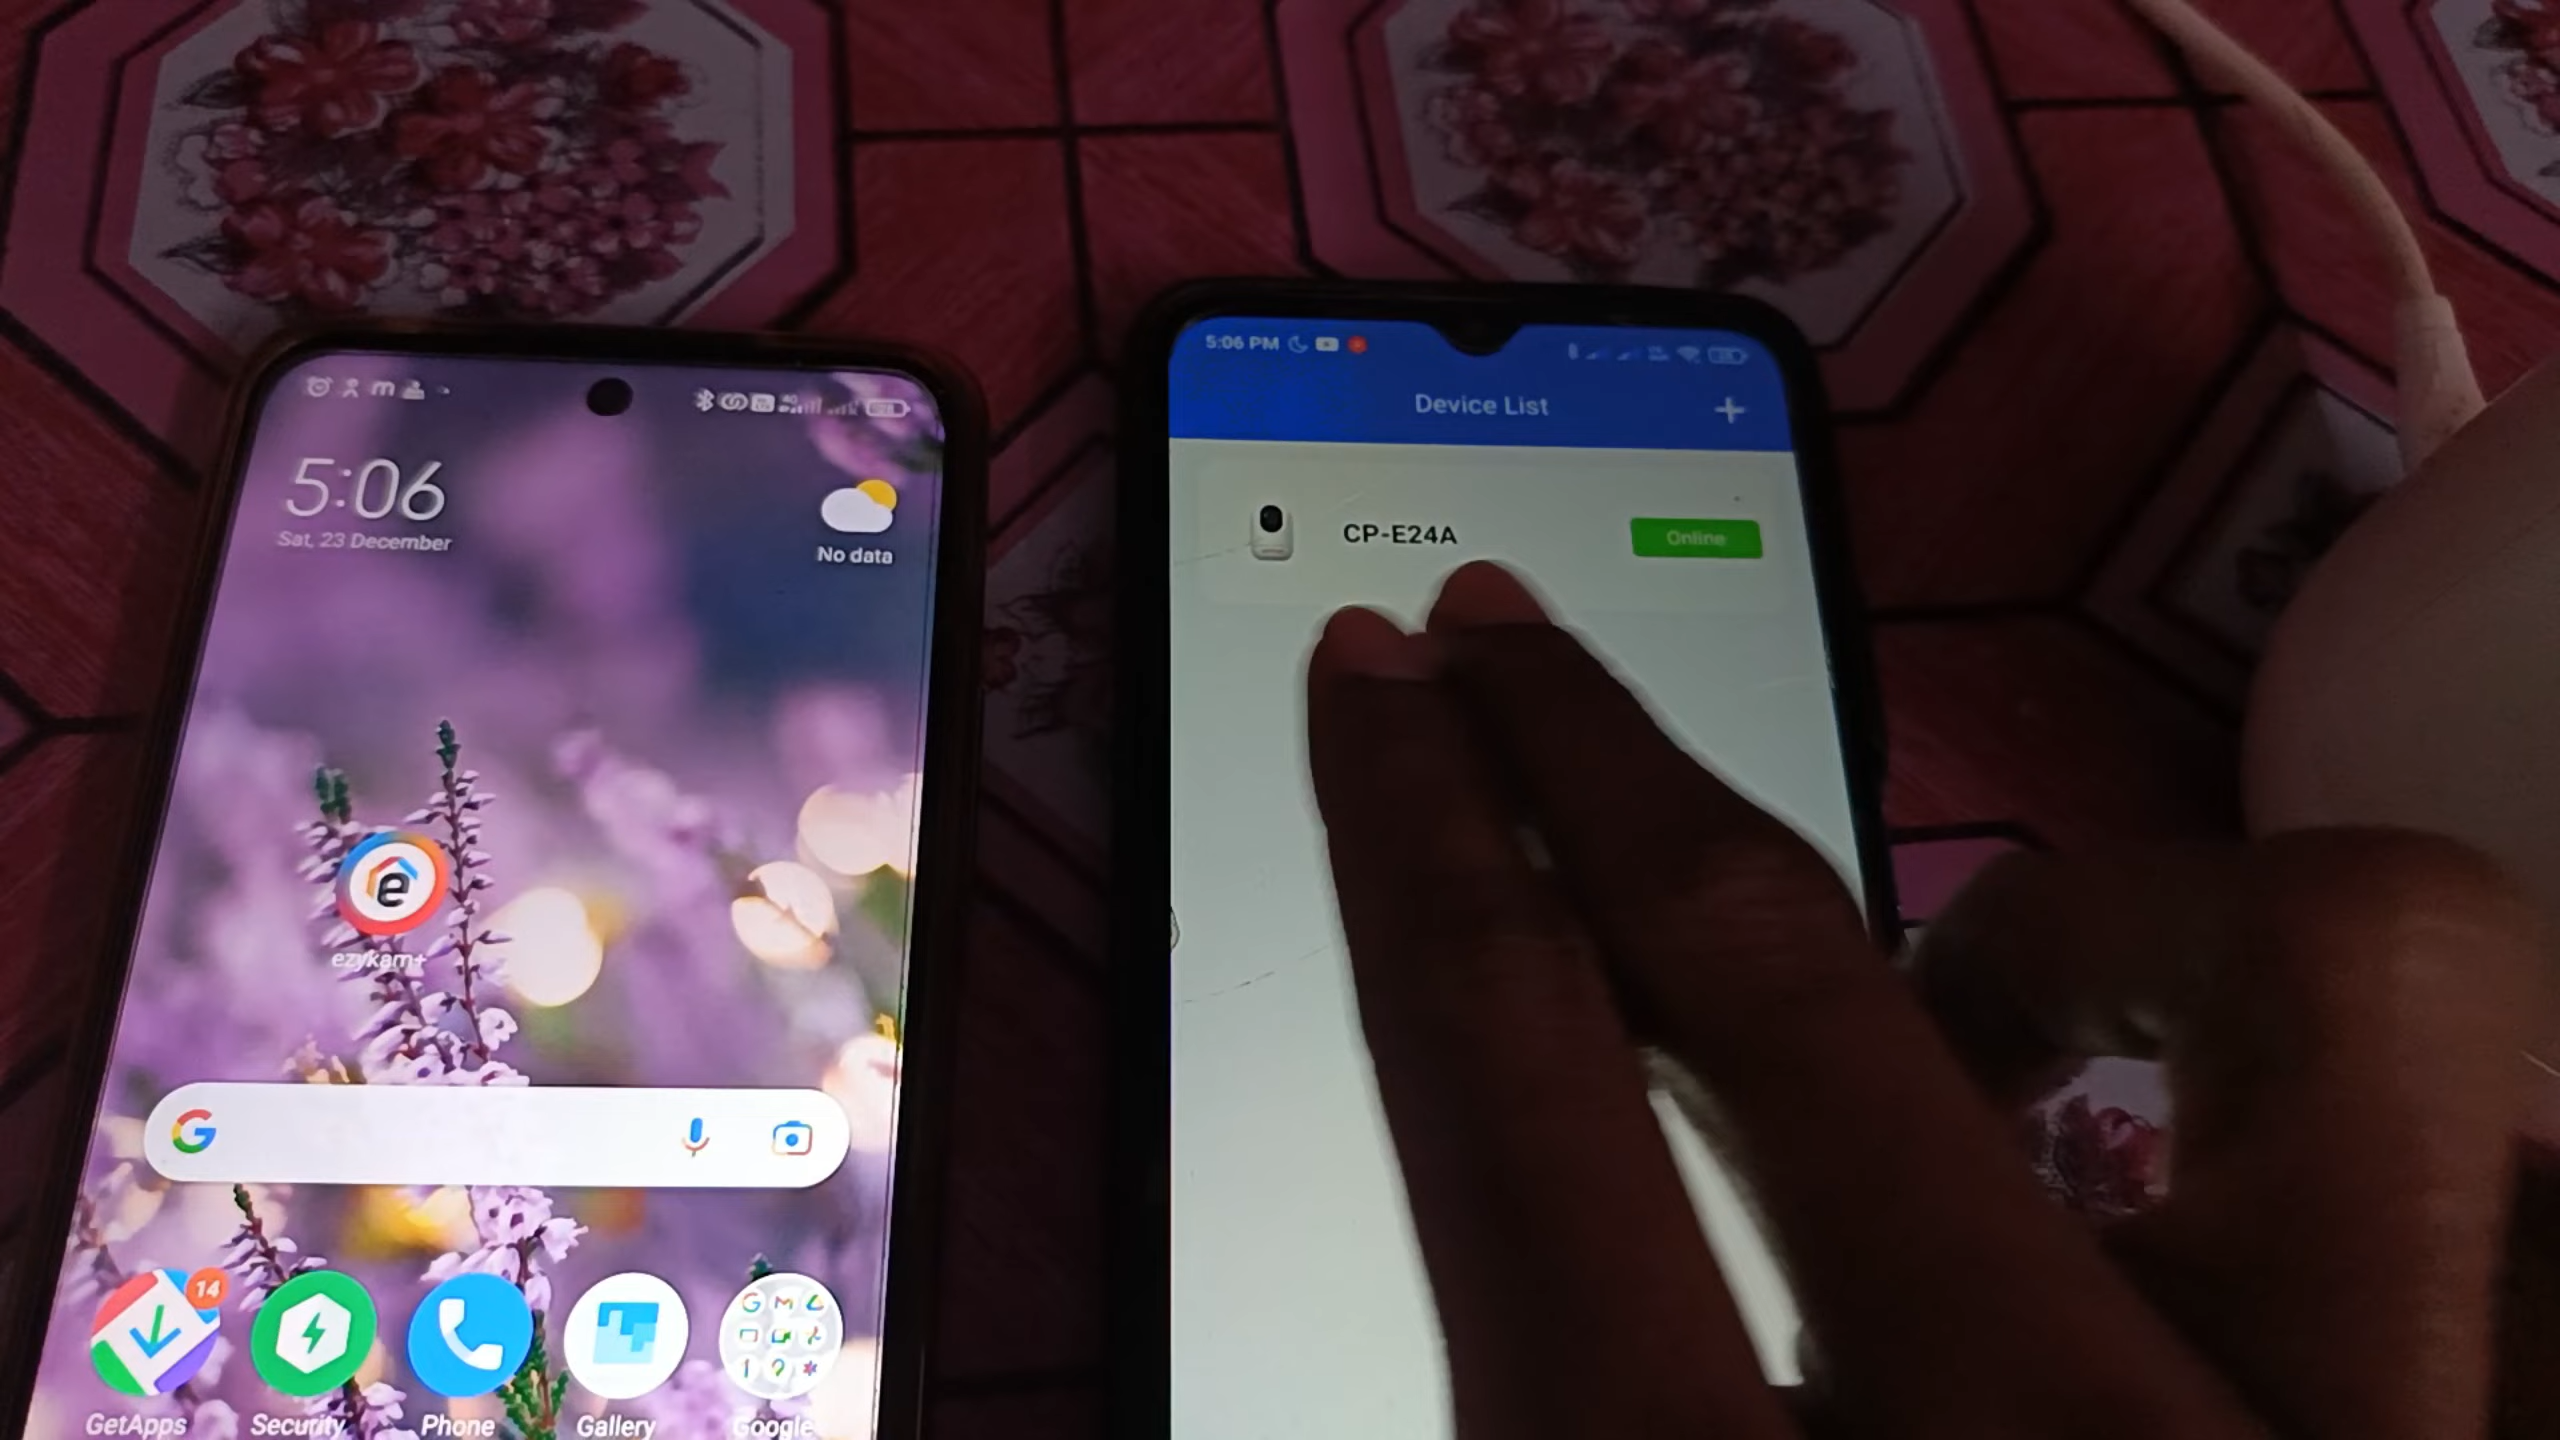 5:06
Sat, 23 December
No data
ezykam+
14
GetApps
Security
Phone
Gallery
Google
5:06 PM
Device List
CP-E24A
Online